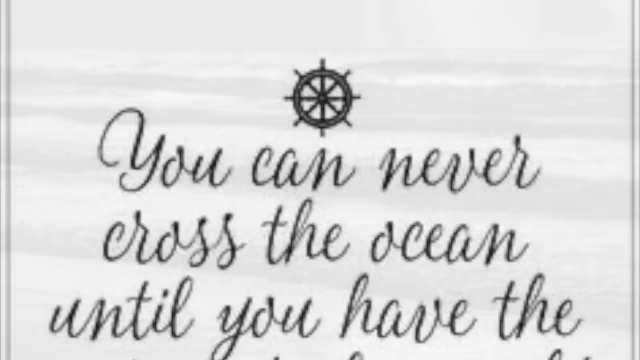 You can never
cross the ocean
until you have the